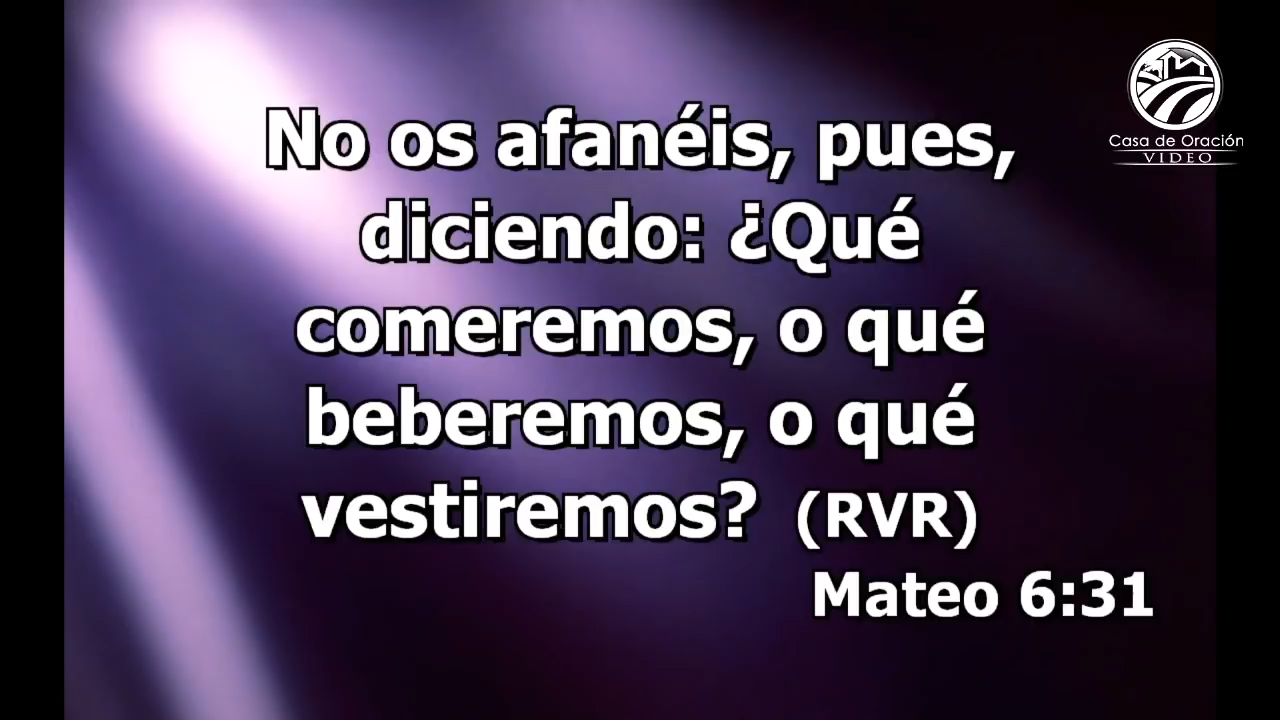 No os afanéis, pues,
diciendo: ¿Qué
comeremos, o qué
beberemos, o qué
vestiremos? (RVR)
Mateo 6:31
Casa de Oración
VIDEO